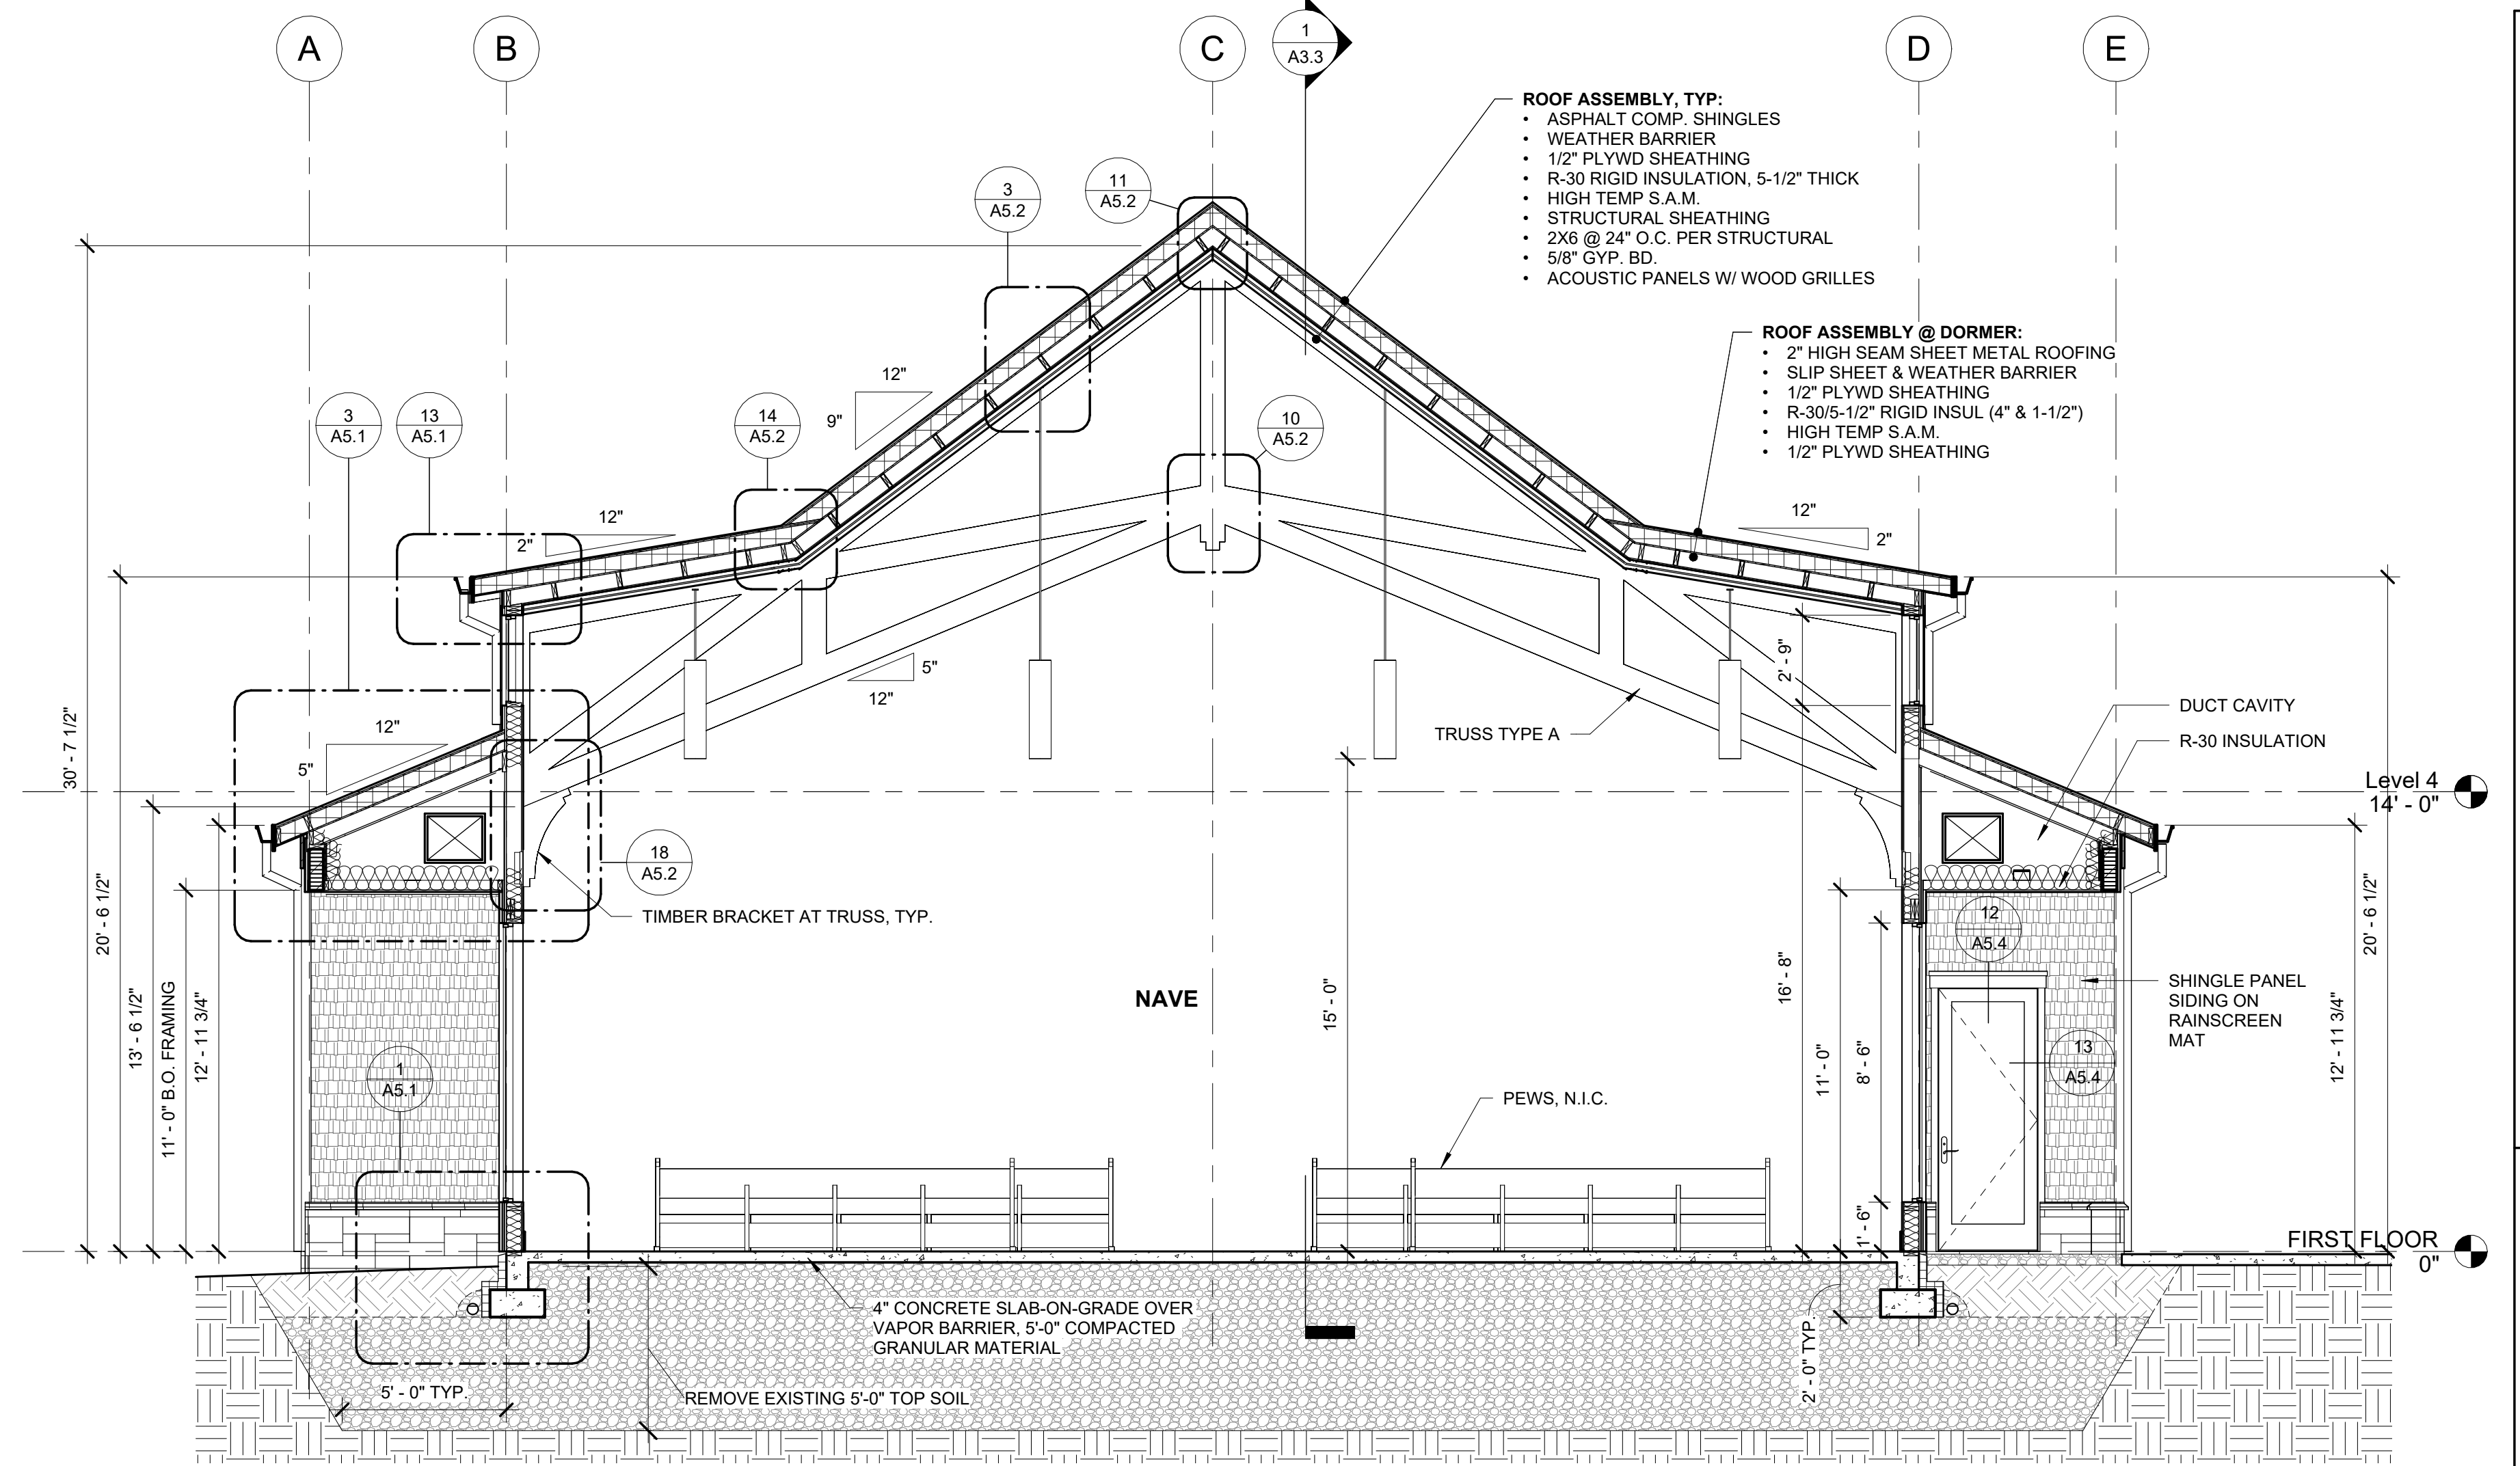 A
B
C
D
E
1
A3.3
ROOF ASSEMBLY, TYP:
• ASPHALT COMP. SHINGLES
• WEATHER BARRIER
• 1/2" PLYWD SHEATHING
• R-30 RIGID INSULATION, 5-1/2" THICK
• HIGH TEMP S.A.M.
• STRUCTURAL SHEATHING
• 2X6 @ 24" O.C. PER STRUCTURAL
• 5/8" GYP. BD.
• ACOUSTIC PANELS W/ WOOD GRILLES
3
A5.2
11
A5.2
ROOF ASSEMBLY @ DORMER:
• 2" HIGH SEAM SHEET METAL ROOFING
• SLIP SHEET & WEATHER BARRIER
• 1/2" PLYWD SHEATHING
• R-30/5-1/2" RIGID INSUL (4" & 1-1/2")
• HIGH TEMP S.A.M.
• 1/2" PLYWD SHEATHING
12"
9"
3
A5.1
13
A5.1
14
A5.2
10
A5.2
12"
2"
12"
2"
5"
12"
2' - 9"
12"
5"
TRUSS TYPE A
DUCT CAVITY
R-30 INSULATION
Level 4
14' - 0"
18
A5.2
TIMBER BRACKET AT TRUSS, TYP.
30' - 7 1/2"
20' - 6 1/2"
13' - 6 1/2"
11' - 0" B.O. FRAMING
12' - 11 3/4"
NAVE
15' - 0"
16' - 8"
11' - 0"
8' - 6"
1' - 6"
12
A5.4
13
A5.4
SHINGLE PANEL
SIDING ON
RAINSCREEN
MAT
12' - 11 3/4"
20' - 6 1/2"
1
A5.1
PEWS, N.I.C.
FIRST FLOOR
0"
4" CONCRETE SLAB-ON-GRADE OVER
VAPOR BARRIER, 5'-0" COMPACTED
GRANULAR MATERIAL
2' - 0" TYP.
5' - 0" TYP.
REMOVE EXISTING 5'-0" TOP SOIL